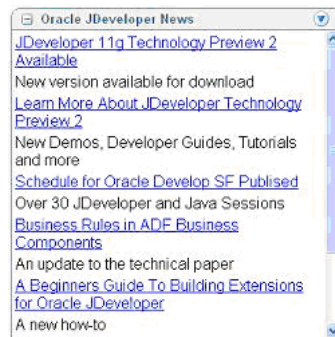 Oracle JDeveloper News
JDeveloper 11g Technology Preview 2
Available
New version available for download
Learn More About JDeveloper Technology
Preview 2
New Demos, Developer Guides, Tutorials
and more
Schedule for Oracle Develop SF Publised
Over 30 JDeveloper and Java Sessions
Business Rules in ADF Business
Components
An update to the technical paper
A Beginners Guide To Building Extensions
for Oracle JDeveloper
A new how-to